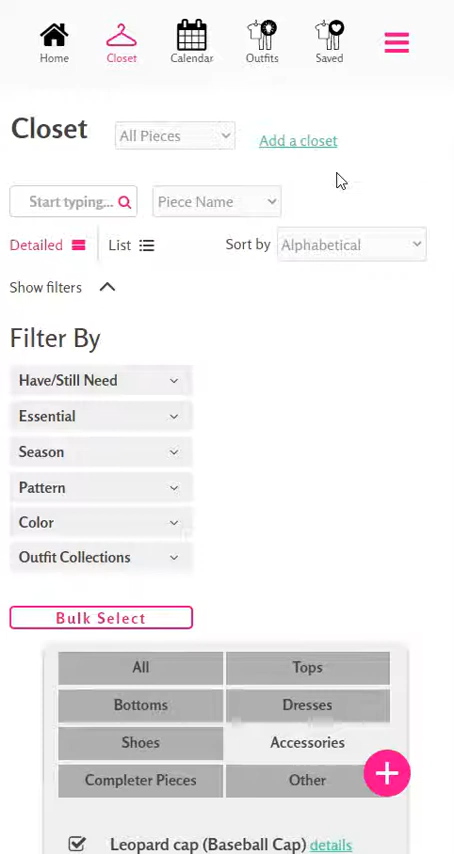 Home Closet Calendar Outfits Saved
Closet All Pieces Add a closet
Start typing... Piece Name
Detailed List Sort by Alphabetical
Show filters
Filter By
Have/Still Need
Essential
Season
Pattern
Color
Outfit Collections
Bulk Select
All Tops
Bottoms Dresses
Shoes Accessories
Completer Pieces Other
Leopard cap (Baseball Cap) details